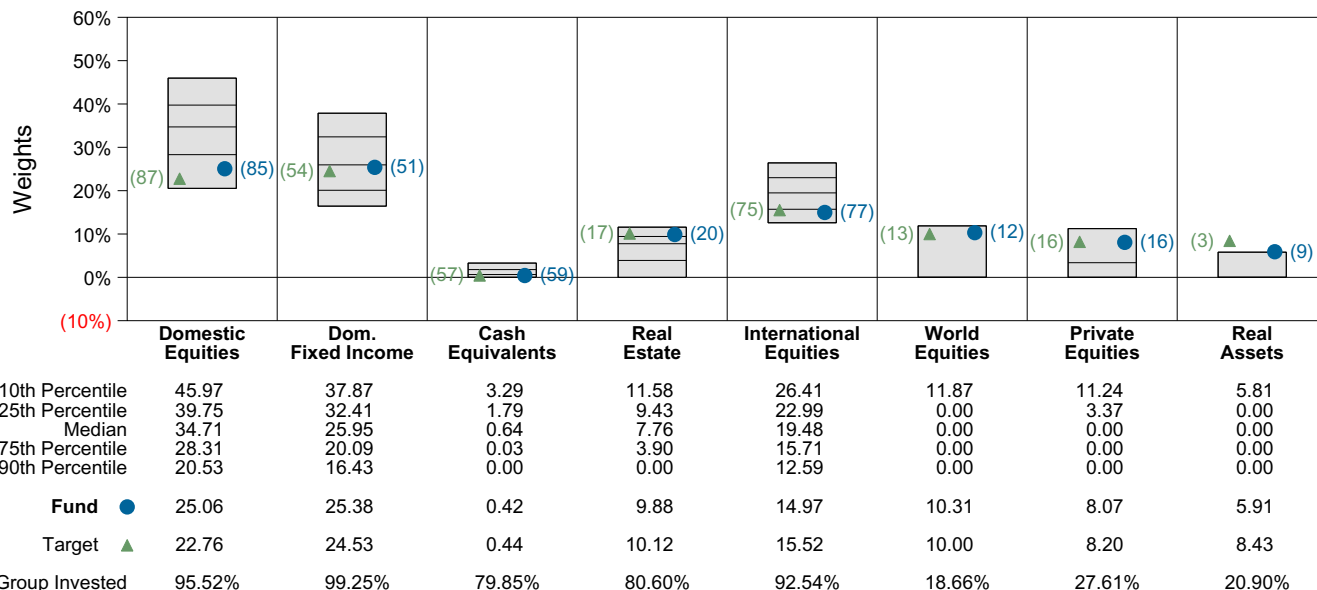 60%
50%
40%
30%
20%
10%
0%
(10%)
Weights
(87) (85) (54) (51) (57) (59) (17) (20) (75) (77) (13) (12) (16) (16) (3) (9)
Domestic Equities Dom. Fixed Income Cash Equivalents Real Estate International Equities World Equities Private Equities Real Assets
10th Percentile 45.97 37.87 3.29 11.58 26.41 11.87 11.24 5.81
25th Percentile 39.75 32.41 1.79 9.43 22.99 0.00 3.37 0.00
Median 34.71 25.95 0.64 7.76 19.48 0.00 0.00 0.00
75th Percentile 28.31 20.09 0.03 3.90 15.71 0.00 0.00 0.00
90th Percentile 20.53 16.43 0.00 0.00 12.59 0.00 0.00 0.00
Fund 25.06 25.38 0.42 9.88 14.97 10.31 8.07 5.91
Target 22.76 24.53 0.44 10.12 15.52 10.00 8.20 8.43
Group Invested 95.52% 99.25% 79.85% 80.60% 92.54% 18.66% 27.61% 20.90%